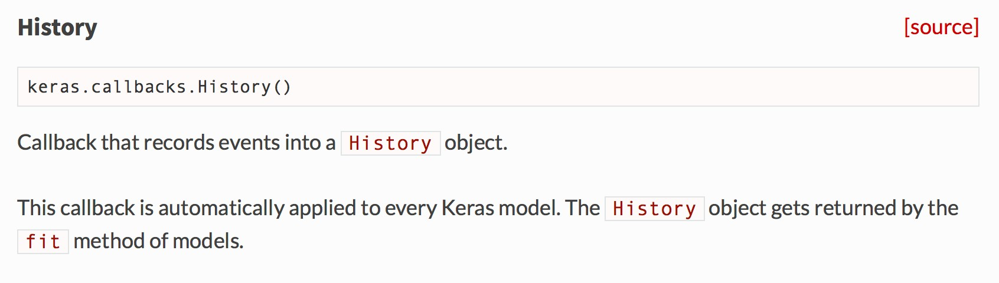 History [source]
keras.callbacks.History()
Callback that records events into a History object.
This callback is automatically applied to every Keras model. The History object gets returned by the
fit method of models.